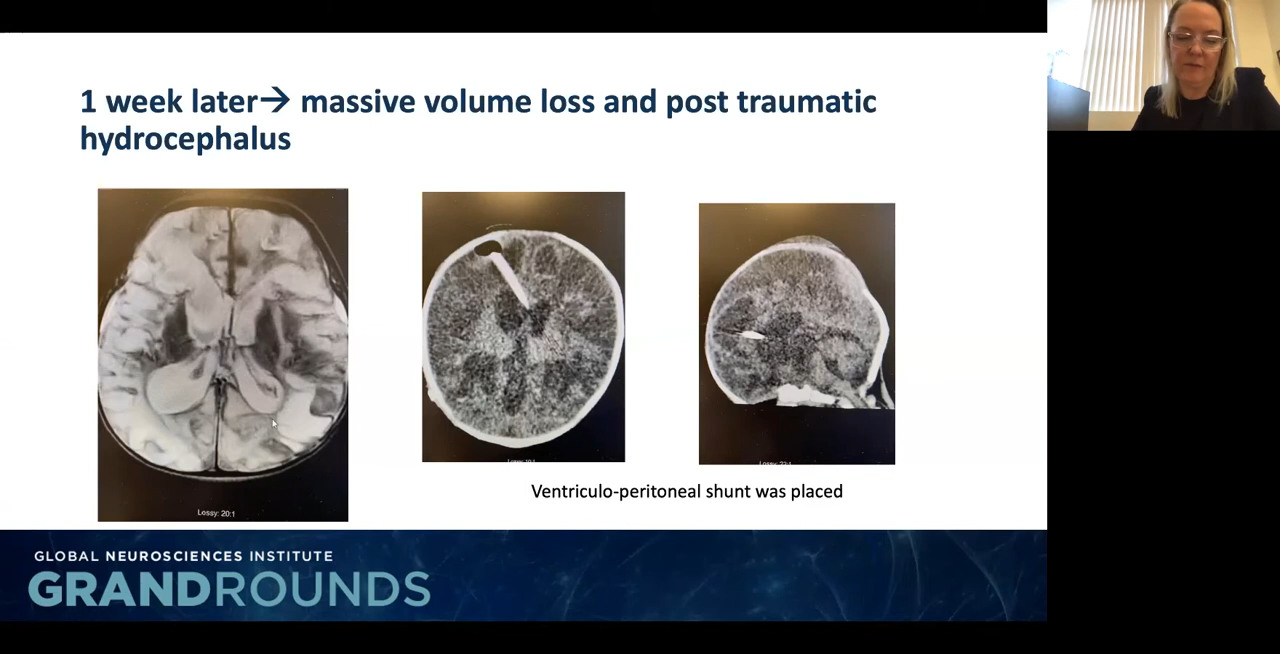 1 week later→ massive volume loss and post traumatic
hydrocephalus
Lossy: 20:1
Ventriculo-peritoneal shunt was placed
GLOBAL NEUROSCIENCES INSTITUTE
GRANDROUNDS